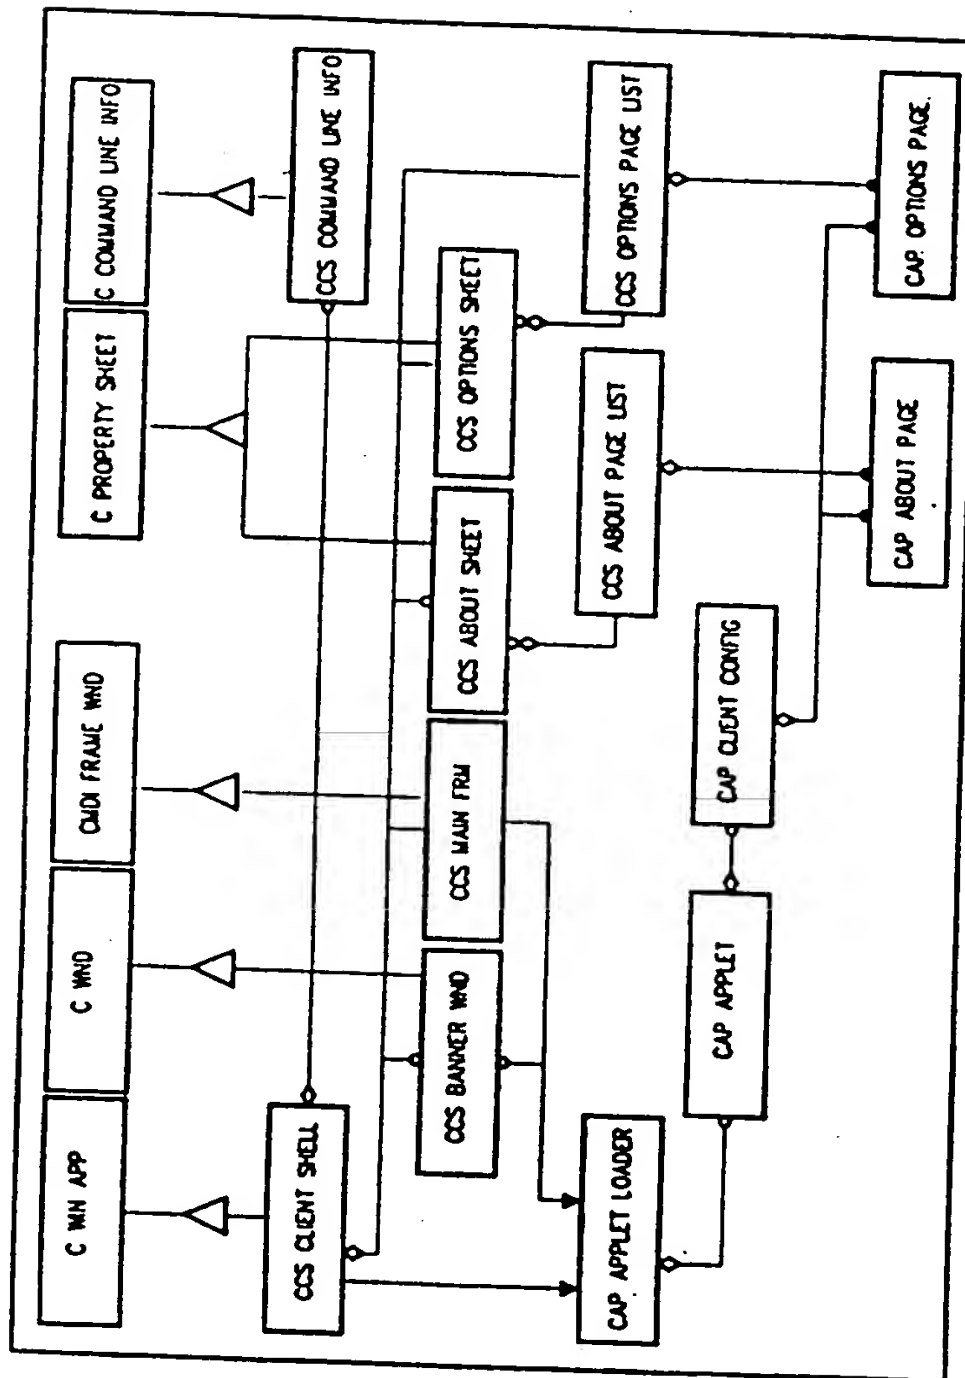 C WIN APP
C WND
CMDI FRAME WND
C PROPERTY SHEET
C COMMAND LINE INFO
CCS CLIENT SHELL
CCS COMMAND LINE INFO
CCS BANNER WND
CCS MAIN FRM
CCS ABOUT SHEET
CCS OPTIONS SHEET
CAP APPLET LOADER
CCS ABOUT PAGE LIST
CCS OPTIONS PAGE LIST
CAP APPLET
CAP CLIENT CONFIG
CAP ABOUT PAGE
CAP. OPTIONS PAGE.